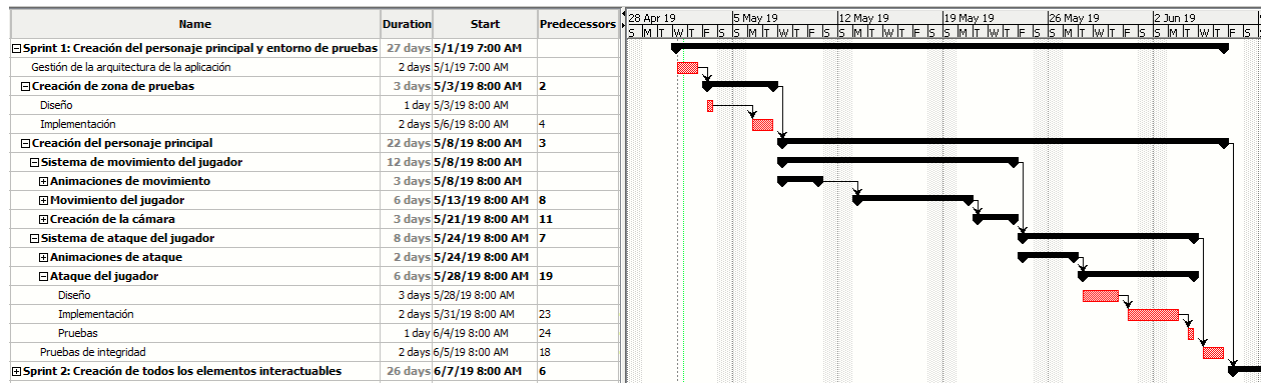 Name Duration Start Predecessors 28 Apr 19 5 May 19 12 May 19 19 May 19 26 May 19 2 Jun 19
S M T W T F S S M T W T F S S M T W T F S S M T W T F S S M T W T F S S M T W T F S
Sprint 1: Creación del personaje principal y entorno de pruebas 27 days 5/1/19 7:00 AM
Gestión de la arquitectura de la aplicación 2 days 5/1/19 7:00 AM
Creación de zona de pruebas 3 days 5/3/19 8:00 AM 2
Diseño 1 day 5/3/19 8:00 AM
Implementación 2 days 5/6/19 8:00 AM 4
Creación del personaje principal 22 days 5/8/19 8:00 AM 3
Sistema de movimiento del jugador 12 days 5/8/19 8:00 AM
Animaciones de movimiento 3 days 5/8/19 8:00 AM
Movimiento del jugador 6 days 5/13/19 8:00 AM 8
Creación de la cámara 3 days 5/21/19 8:00 AM 11
Sistema de ataque del jugador 8 days 5/24/19 8:00 AM 7
Animaciones de ataque 2 days 5/24/19 8:00 AM
Ataque del jugador 6 days 5/28/19 8:00 AM 19
Diseño 3 days 5/28/19 8:00 AM
Implementación 2 days 5/31/19 8:00 AM 23
Pruebas 1 day 6/4/19 8:00 AM 24
Pruebas de integridad 2 days 6/5/19 8:00 AM 18
Sprint 2: Creación de todos los elementos interactuables 26 days 6/7/19 8:00 AM 6